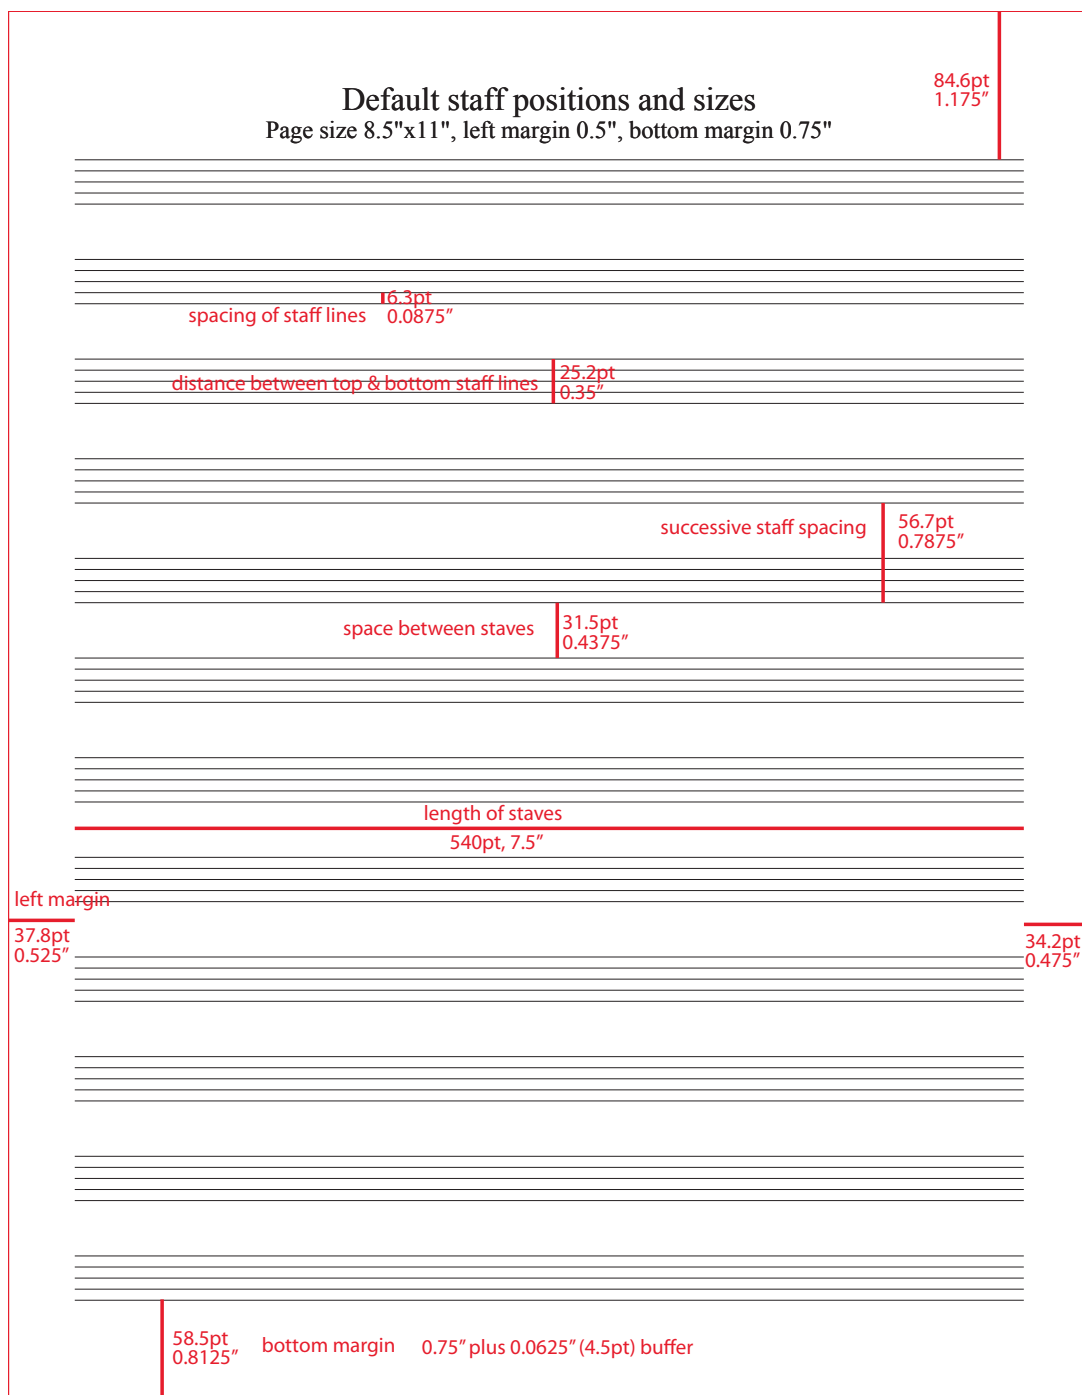 84.6pt
1.175"
Default staff positions and sizes
Page size 8.5"x11", left margin 0.5", bottom margin 0.75"
6.3pt
spacing of staff lines 0.0875"
25.2pt
distance between top & bottom staff lines
0.35"
successive staff spacing
56.7pt
0.7875"
space between staves
31.5pt
0.4375"
length of staves
540pt, 7.5"
left margin
37.8pt
0.525"
34.2pt
0.475"
58.5pt
0.8125"
bottom margin 0.75" plus 0.0625" (4.5pt) buffer